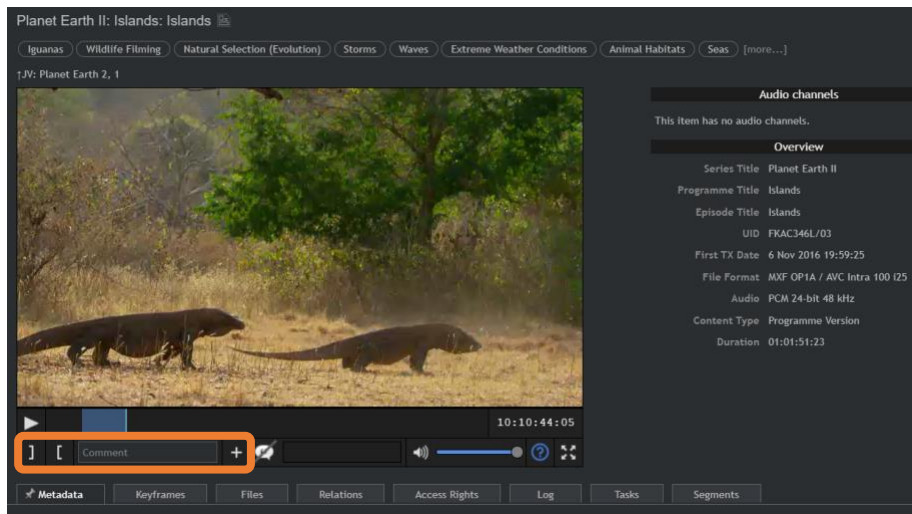 Planet Earth II: Islands: Islands
Iguanas Wildlife Filming Natural Selection (Evolution) Storms Waves Extreme Weather Conditions Animal Habitats Seas [more...]
↑JV: Planet Earth 2, 1
Audio channels
This item has no audio channels.
Overview
Series Title Planet Earth II
Programme Title Islands
Episode Title Islands
UID FKAC346L/03
First TX Date 6 Nov 2016 19:59:25
File Format MXF OP1A / AVC Intra 100 i25
Audio PCM 24-bit 48 kHz
Content Type Programme Version
Duration 01:01:51:23
10:10:44:05
] [ Comment + ?
Metadata Keyframes Files Relations Access Rights Log Tasks Segments